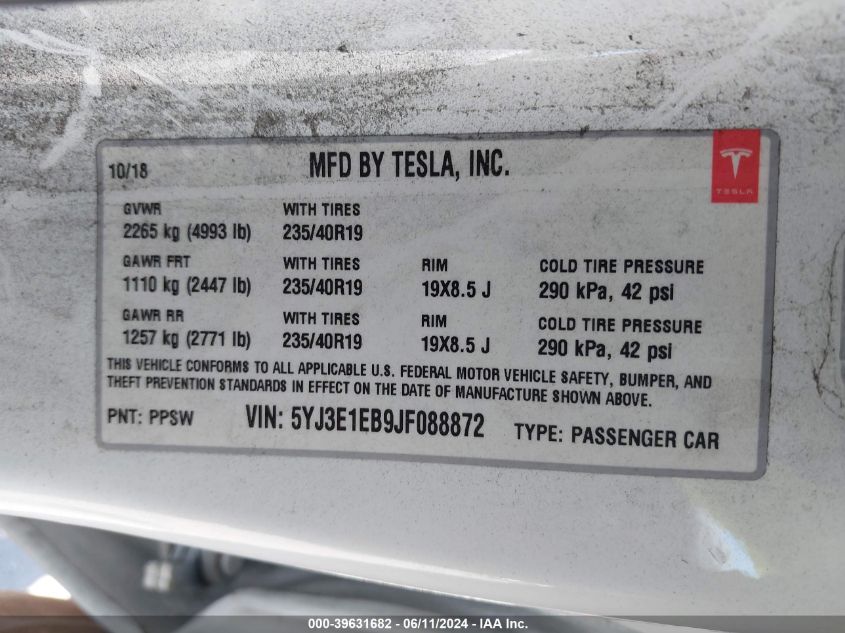 10/18 MFD BY TESLA, INC.
TESLA
GVWR WITH TIRES
2265 kg (4993 lb) 235/40R19
GAWR FRT WITH TIRES RIM COLD TIRE PRESSURE
1110 kg (2447 lb) 235/40R19 19X8.5 J 290 kPa, 42 psi
GAWR RR WITH TIRES RIM COLD TIRE PRESSURE
1257 kg (2771 lb) 235/40R19 19X8.5 J 290 kPa, 42 psi
THIS VEHICLE CONFORMS TO ALL APPLICABLE U.S. FEDERAL MOTOR VEHICLE SAFETY, BUMPER, AND
THEFT PREVENTION STANDARDS IN EFFECT ON THE DATE OF MANUFACTURE SHOWN ABOVE.
PNT: PPSW VIN: 5YJ3E1EB9JF088872 TYPE: PASSENGER CAR
000-39631682 - 06/11/2024 - IAA Inc.